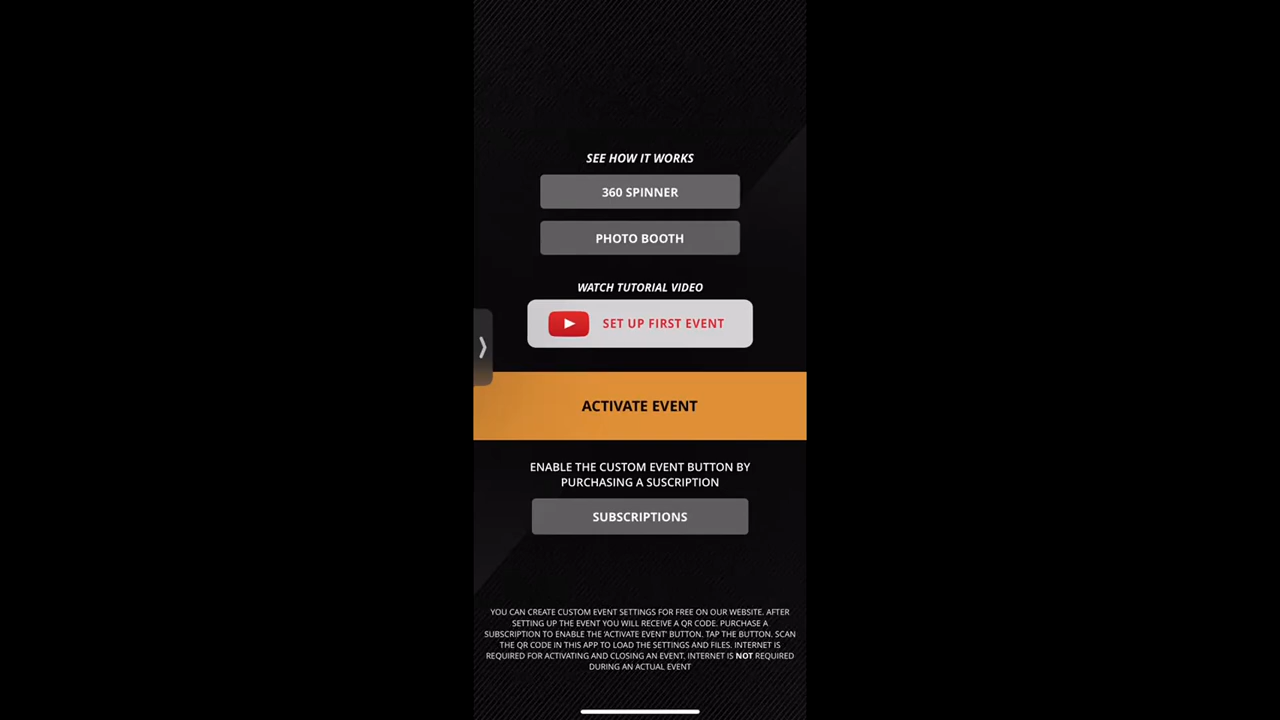 SEE HOW IT WORKS
360 SPINNER
PHOTO BOOTH
WATCH TUTORIAL VIDEO
SET UP FIRST EVENT
ACTIVATE EVENT
ENABLE THE CUSTOM EVENT BUTTON BY
PURCHASING A SUSCRIPTION
SUBSCRIPTIONS
YOU CAN CREATE CUSTOM EVENT SETTINGS FOR FREE ON OUR WEBSITE. AFTER
SETTING UP THE EVENT YOU WILL RECEIVE A QR CODE. PURCHASE A
SUBSCRIPTION TO ENABLE THE 'ACTIVATE EVENT' BUTTON. TAP THE BUTTON. SCAN
THE QR CODE IN THIS APP TO LOAD THE SETTINGS AND FILES. INTERNET IS
REQUIRED FOR ACTIVATING AND CLOSING AN EVENT, INTERNET IS NOT REQUIRED
DURING AN ACTUAL EVENT